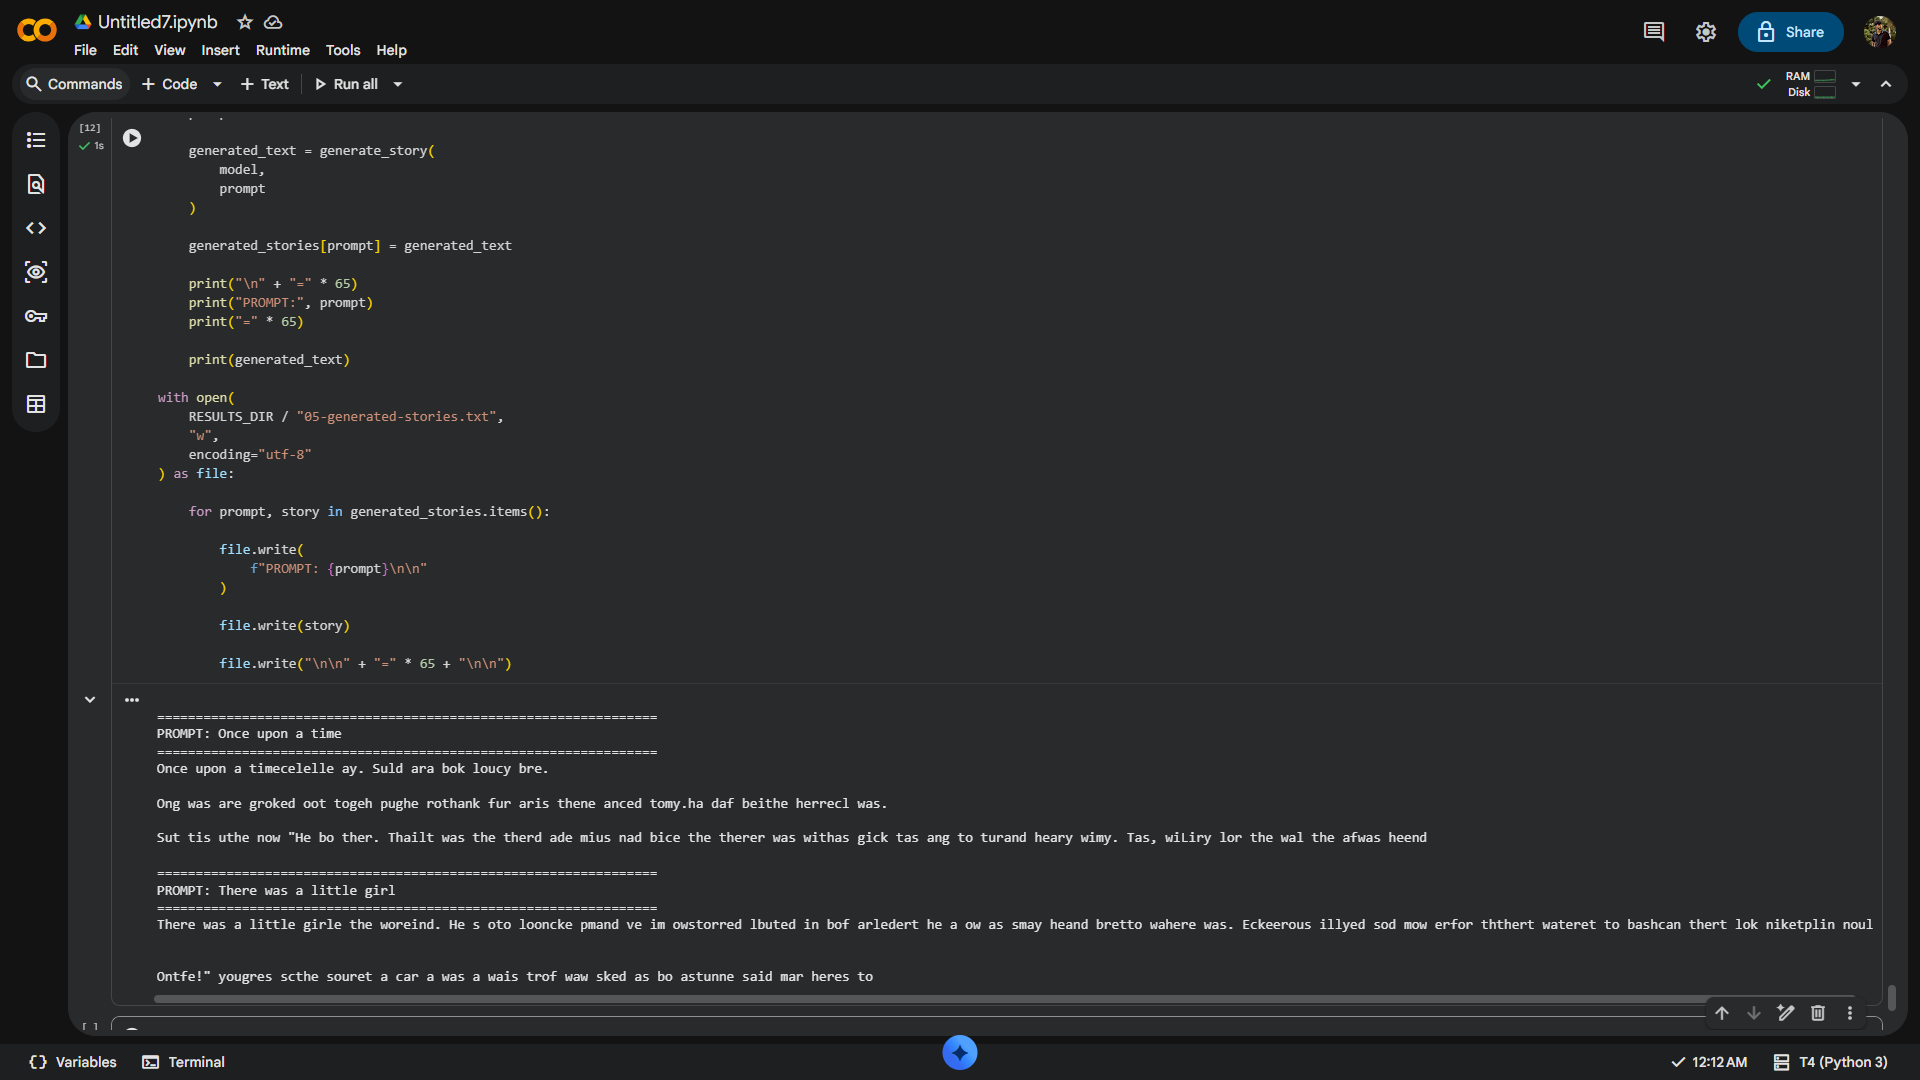 Untitled7.ipynb
File Edit View Insert Runtime Tools Help
Share
Commands + Code + Text Run all
RAM
Disk
[12]
1s
generated_text = generate_story(
model,
prompt
)
generated_stories[prompt] = generated_text
print("\n" + "=" * 65)
print("PROMPT:", prompt)
print("=" * 65)
print(generated_text)
with open(
RESULTS_DIR / "05-generated-stories.txt",
"w",
encoding="utf-8"
) as file:
for prompt, story in generated_stories.items():
file.write(
f"PROMPT: {prompt}\n\n"
)
file.write(story)
file.write("\n\n" + "=" * 65 + "\n\n")
=================================================================
PROMPT: Once upon a time
=================================================================
Once upon a timecelelle ay. Suld ara bok loucy bre.
Ong was are groked oot togeh pughe rothank fur aris thene anced tomy.ha daf beithe herrecl was.
Sut tis uthe now "He bo ther. Thailt was the therd ade mius nad bice the therer was withas gick tas ang to turand heary wimy. Tas, wiLiry lor the wal the afwas heend
=================================================================
PROMPT: There was a little girl
=================================================================
There was a little girle the woreind. He s oto looncke pmand ve im owstorred lbuted in bof arledert he a ow as smay heand bretto wahere was. Eckeerous illyed sod mow erfor ththert wateret to bashcan thert lok niketplin noul
Ontfe!" yougres scthe souret a car a was a wais trof waw sked as bo astunne said mar heres to
[ ]
Variables Terminal
12:12 AM T4 (Python 3)